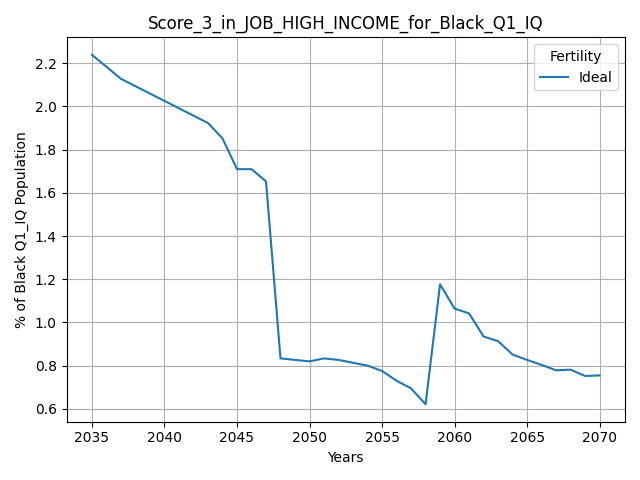 Score_3_in_JOB_HIGH_INCOME_for_Black_Q1_IQ
Fertility
Ideal
% of Black Q1_IQ Population
2.2
2.0
1.8
1.6
1.4
1.2
1.0
0.8
0.6
2035 2040 2045 2050 2055 2060 2065 2070
Years